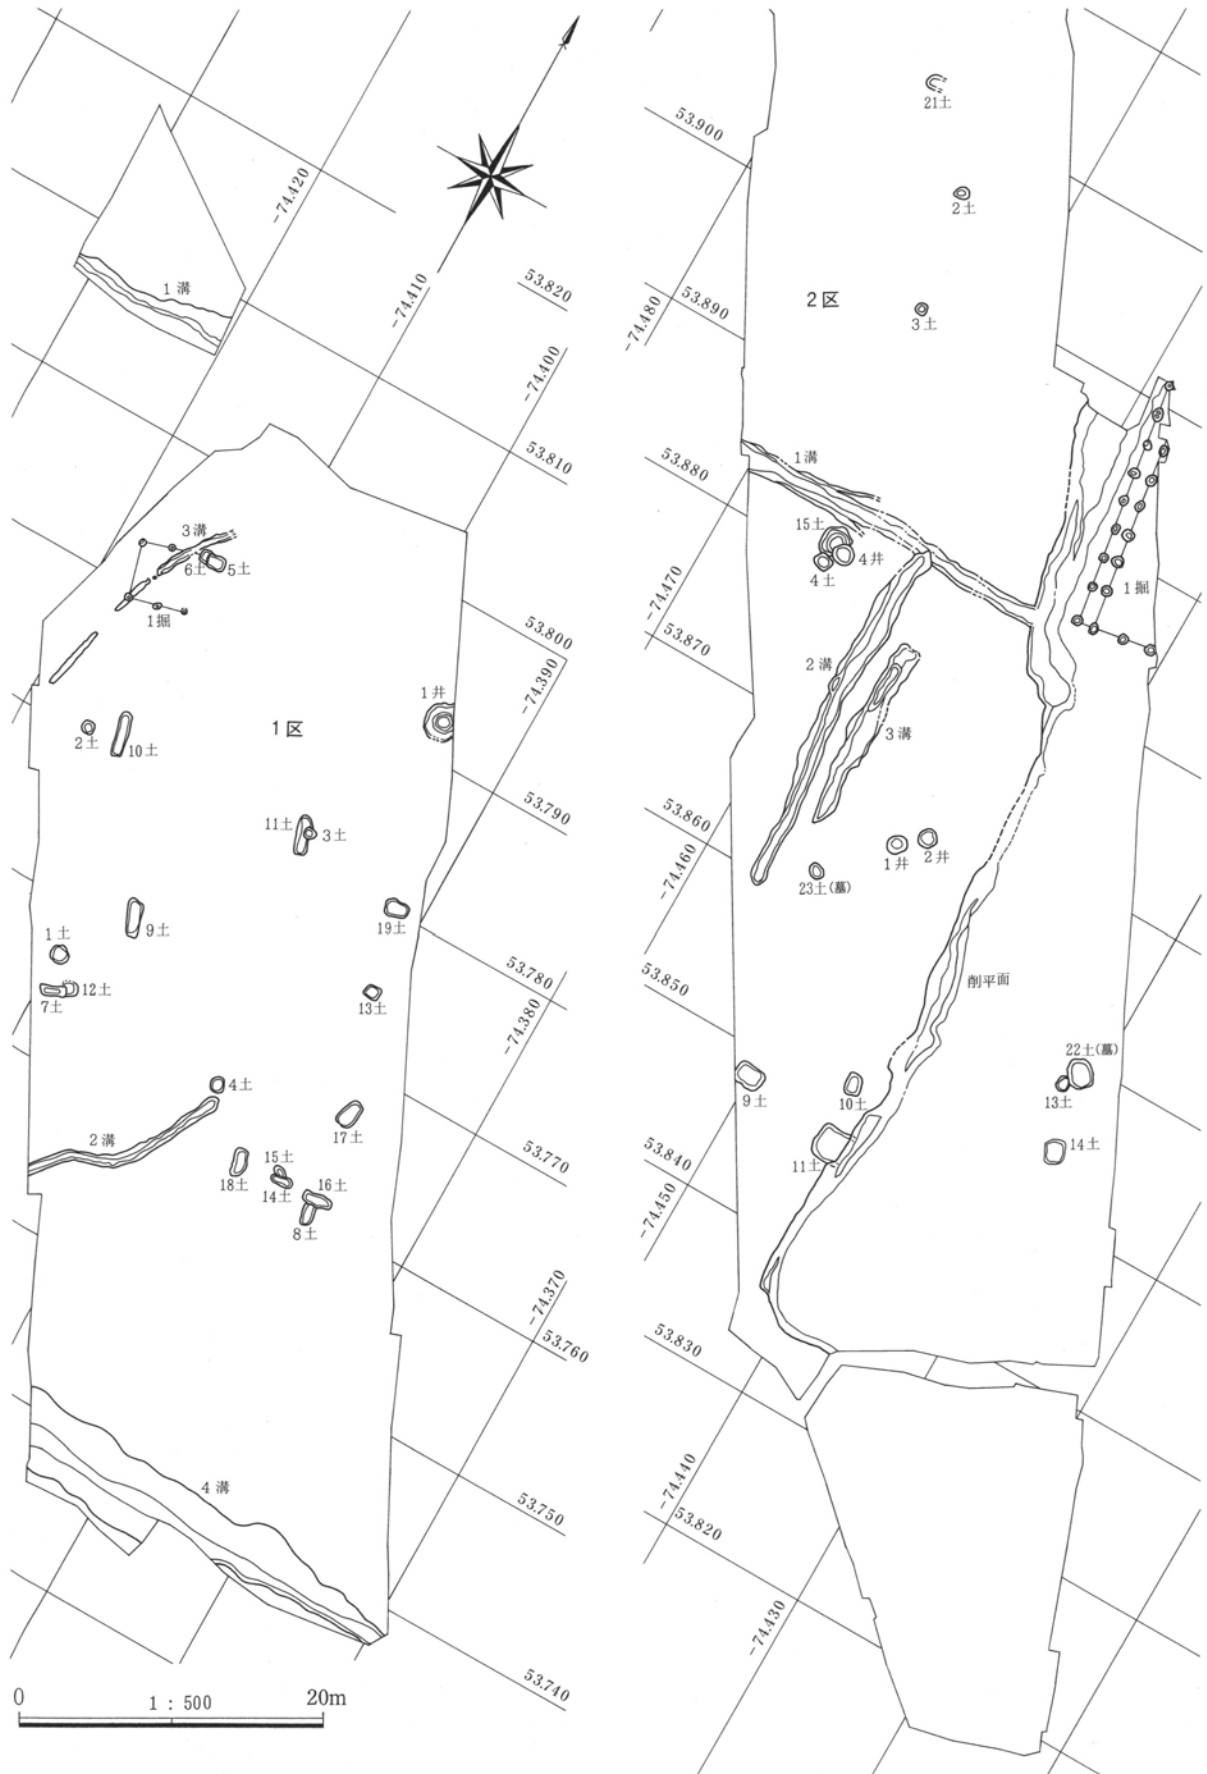 -74.420
-74.410
53.820
1溝
-74.400
53.810
3溝
6土
5土
1掘
53.800
-74.390
1井
2土
10土
1区
53.790
11土
3土
9土
19土
1土
53.780
12土
7土
13土
-74.380
4土
17土
2溝
53.770
15土
18土
14土
16土
8土
-74.370
53.760
4溝
53.750
53.740
0
1:500
20m
21土
53.900
2土
2区
53.890
-74.480
3土
1溝
53.880
15土
4井
4土
1掘
-74.470
53.870
2溝
3溝
53.860
1井
2井
-74.460
23土(墓)
53.850
削平面
22土(墓)
9土
10土
13土
14土
11土
53.840
-74.450
53.830
-74.440
53.820
-74.430